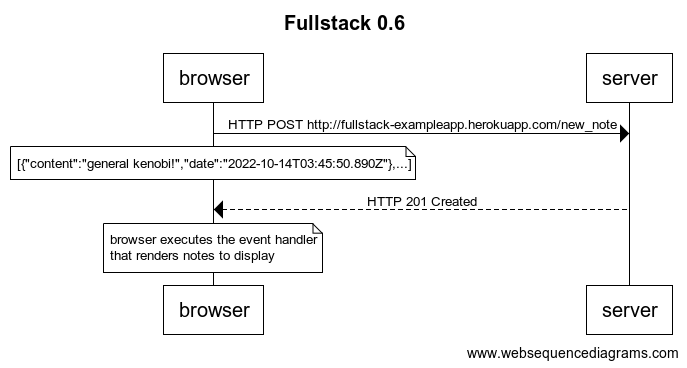 Fullstack 0.6
browser
server
HTTP POST http://fullstack-exampleapp.herokuapp.com/new_note
[{"content":"general kenobi!","date":"2022-10-14T03:45:50.890Z"},...]
HTTP 201 Created
browser executes the event handler
that renders notes to display
browser
server
www.websequencediagrams.com